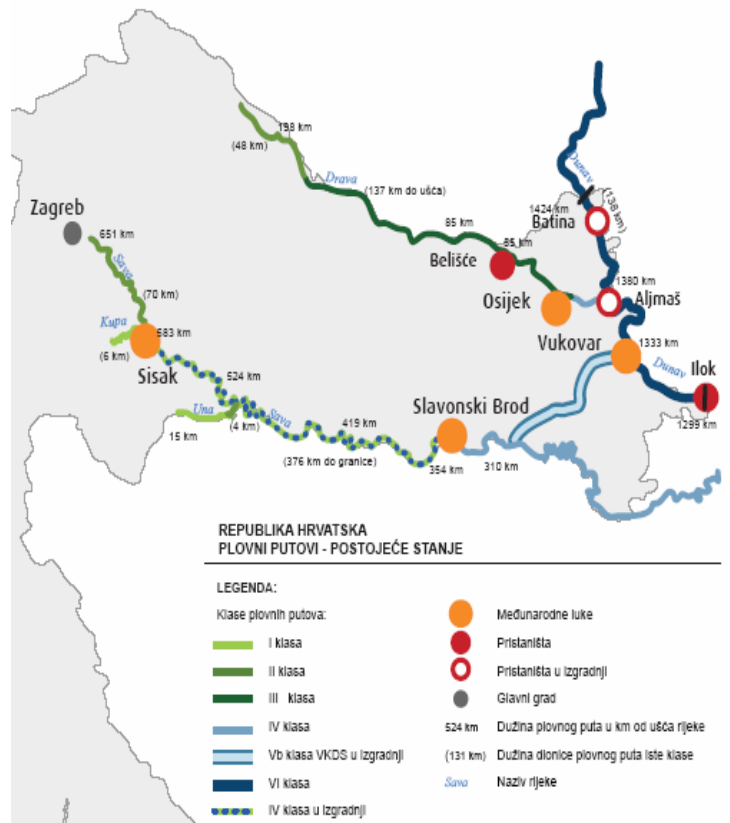 198 km
(48 km)
Drava
(137 km do ušća)
Dunav
1424 km
(138 km)
Batina
Zagreb
651 km
Sava
(70 km)
85 km
85 km
Belišće
1380 km
Osijek
Aljmaš
Kupa
(6 km)
583 km
Sisak
Vukovar
1333 km
Dunav
Ilok
1299 km
524 km
Una
(4 km)
Sava
15 km
419 km
(376 km do granice)
Slavonski Brod
354 km
310 km
REPUBLIKA HRVATSKA
PLOVNI PUTOVI - POSTOJEĆE STANJE
LEGENDA:
Klase plovnih putova:
I klasa
II klasa
III klasa
IV klasa
Vb klasa VKDS u izgradnji
VI klasa
IV klasa u izgradnji
Međunarodne luke
Pristaništa
Pristaništa u izgradnji
Glavni grad
524 km Dužina plovnog puta u km od ušća rijeke
(131 km) Dužina dionice plovnog puta iste klase
Sava Naziv rijeke